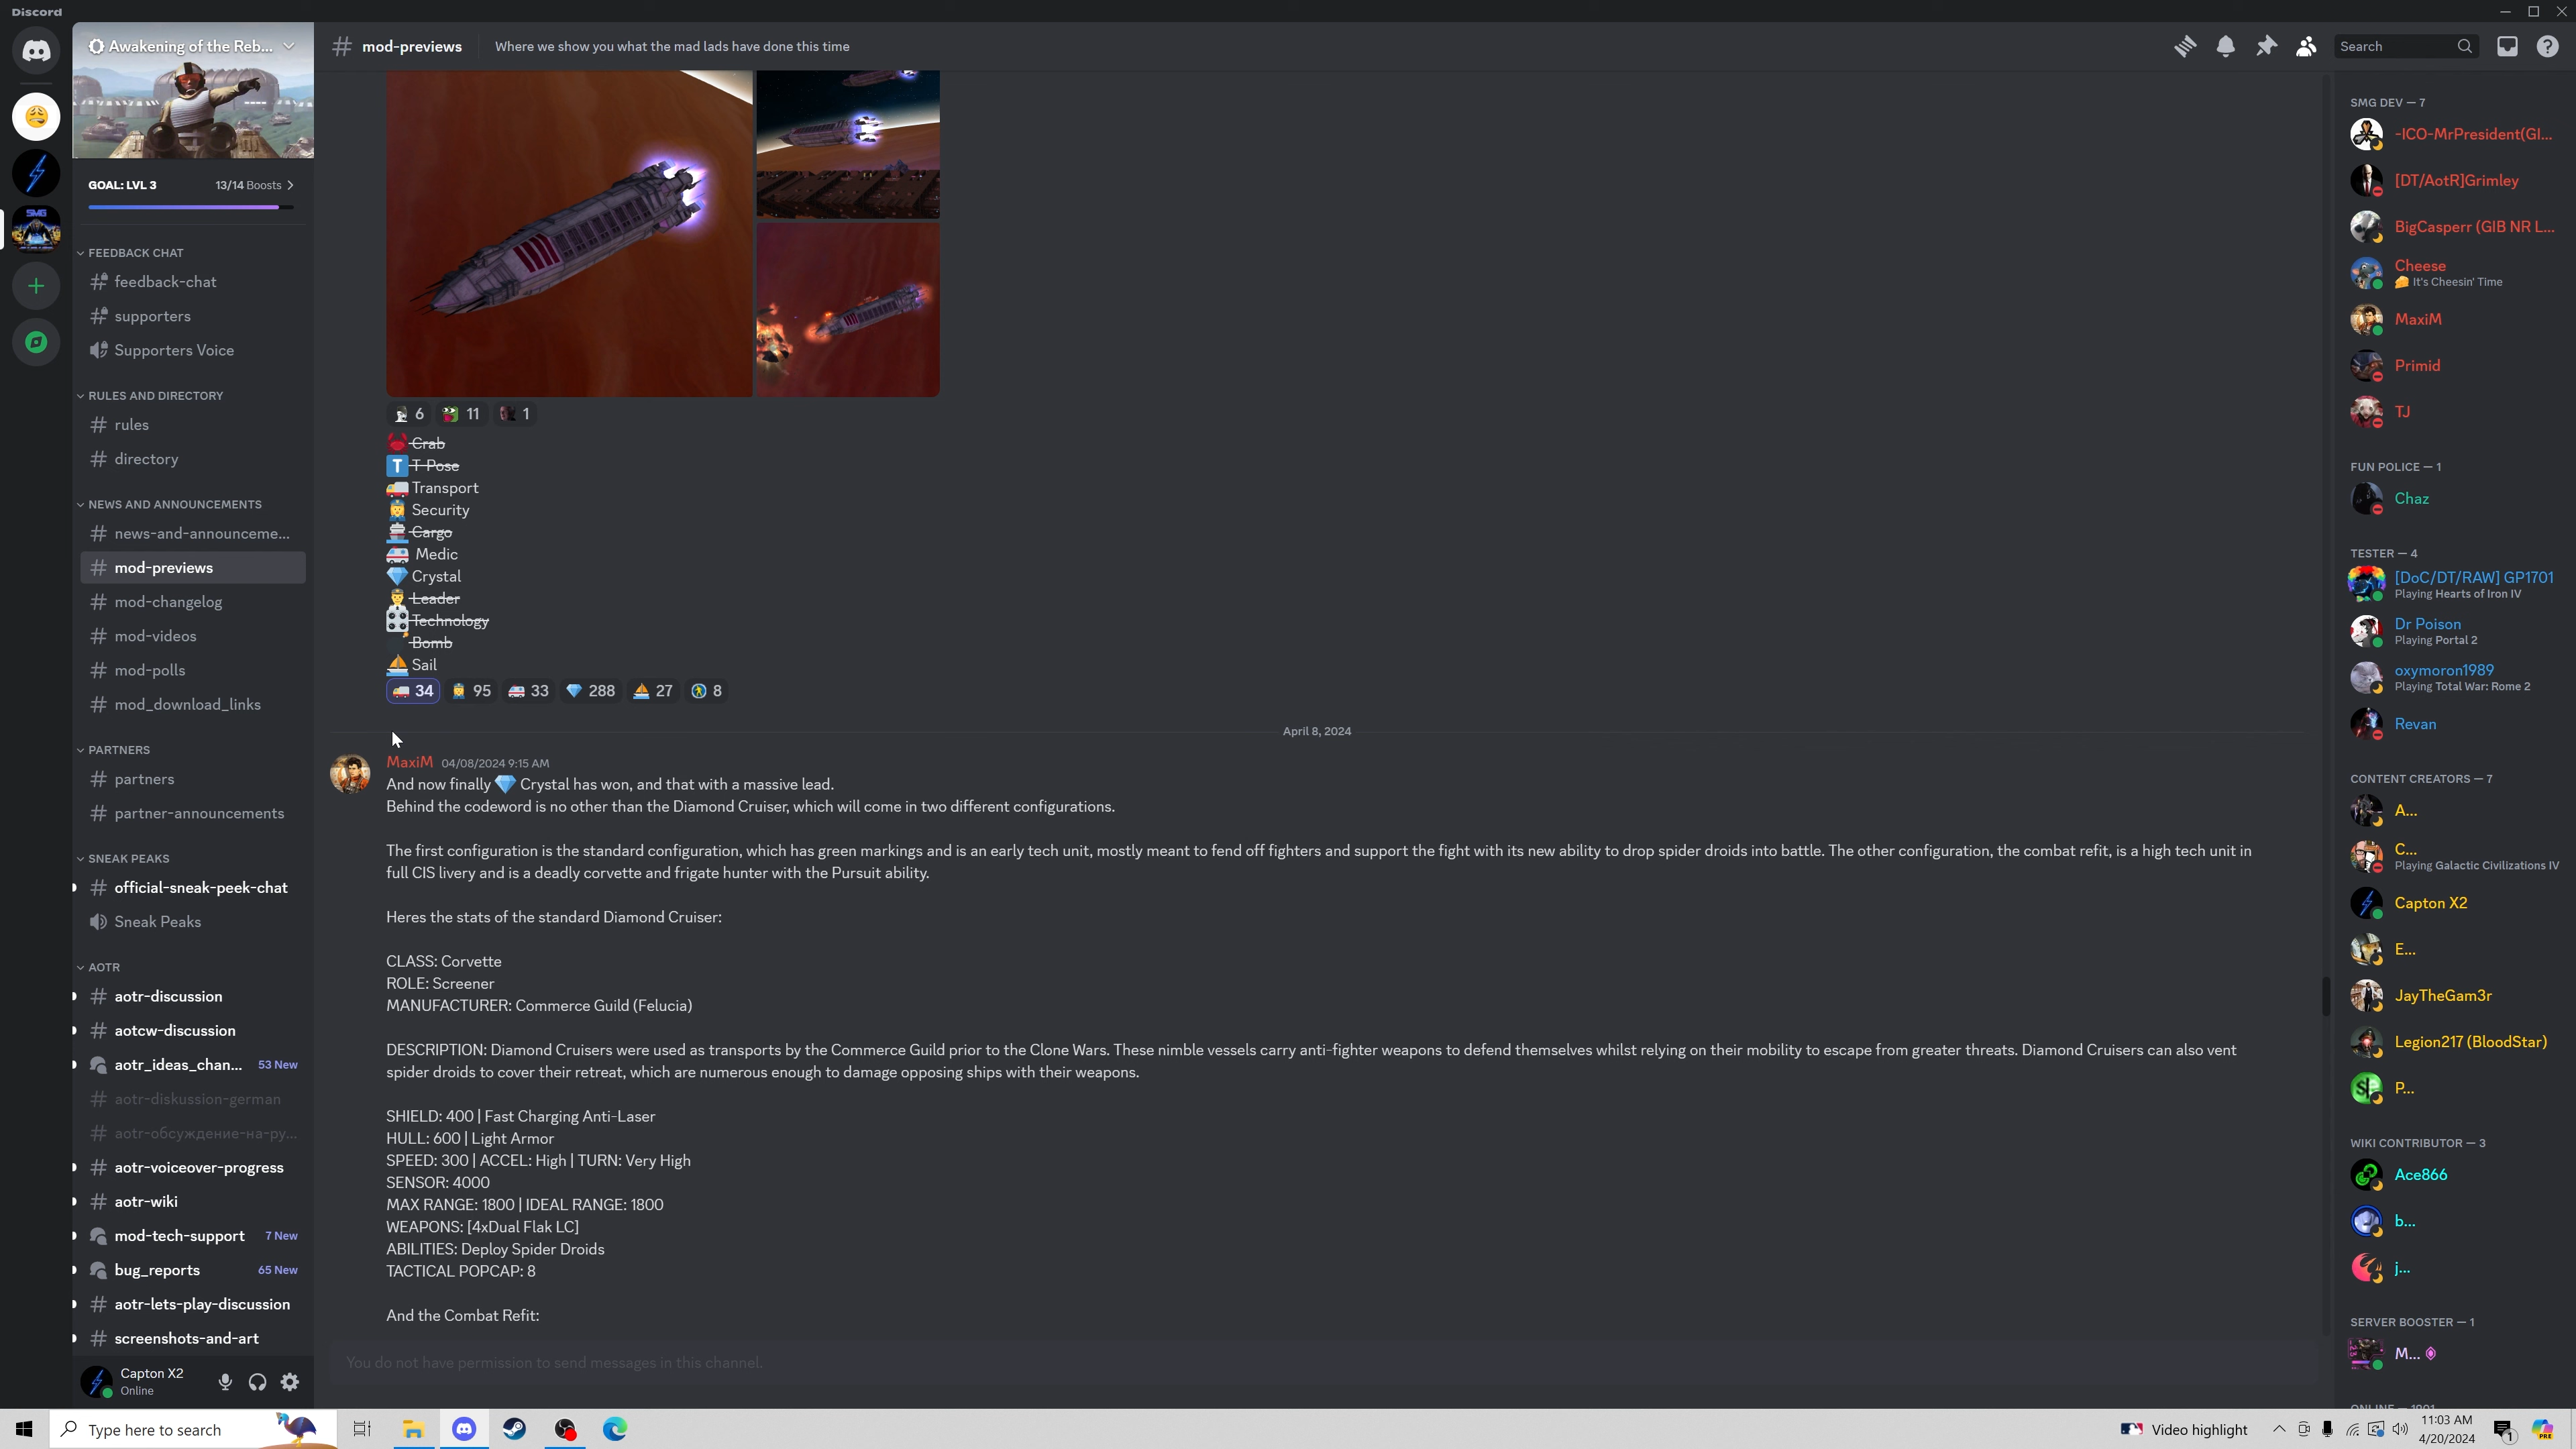 Discord
Awakening of the Reb...
GOAL: LVL 3 13/14 Boosts
FEEDBACK CHAT
feedback-chat
supporters
Supporters Voice
RULES AND DIRECTORY
rules
directory
NEWS AND ANNOUNCEMENTS
news-and-announceme...
mod-previews
mod-changelog
mod-videos
mod-polls
mod_download_links
PARTNERS
partners
partner-announcements
SNEAK PEAKS
official-sneak-peek-chat
Sneak Peaks
AOTR
aotr-discussion
aotcw-discussion
aotr_ideas_chan... 53 New
aotr-diskussion-german
aotr-обсуждение-на-ру...
aotr-voiceover-progress
aotr-wiki
mod-tech-support 7 New
bug_reports 65 New
aotr-lets-play-discussion
screenshots-and-art
Capton X2
Online
mod-previews Where we show you what the mad lads have done this time
Search
6 11 1
Crab
T T-Pose
Transport
Security
Cargo
Medic
Crystal
Leader
Technology
Bomb
Sail
34 95 33 288 27 8
April 8, 2024
MaxiM 04/08/2024 9:15 AM
And now finally 💎 Crystal has won, and that with a massive lead.
Behind the codeword is no other than the Diamond Cruiser, which will come in two different configurations.
The first configuration is the standard configuration, which has green markings and is an early tech unit, mostly meant to fend off fighters and support the fight with its new ability to drop spider droids into battle. The other configuration, the combat refit, is a high tech unit in
full CIS livery and is a deadly corvette and frigate hunter with the Pursuit ability.
Heres the stats of the standard Diamond Cruiser:
CLASS: Corvette
ROLE: Screener
MANUFACTURER: Commerce Guild (Felucia)
DESCRIPTION: Diamond Cruisers were used as transports by the Commerce Guild prior to the Clone Wars. These nimble vessels carry anti-fighter weapons to defend themselves whilst relying on their mobility to escape from greater threats. Diamond Cruisers can also vent
spider droids to cover their retreat, which are numerous enough to damage opposing ships with their weapons.
SHIELD: 400 | Fast Charging Anti-Laser
HULL: 600 | Light Armor
SPEED: 300 | ACCEL: High | TURN: Very High
SENSOR: 4000
MAX RANGE: 1800 | IDEAL RANGE: 1800
WEAPONS: [4xDual Flak LC]
ABILITIES: Deploy Spider Droids
TACTICAL POPCAP: 8
And the Combat Refit:
You do not have permission to send messages in this channel.
SMG DEV — 7
-ICO-MrPresident(GI...
[DT/AotR]Grimley
BigCasperr (GIB NR L...
Cheese
It's Cheesin' Time
MaxiM
Primid
TJ
FUN POLICE — 1
Chaz
TESTER — 4
[DoC/DT/RAW] GP1701
Playing Hearts of Iron IV
Dr Poison
Playing Portal 2
oxymoron1989
Playing Total War: Rome 2
Revan
CONTENT CREATORS — 7
A...
C...
Playing Galactic Civilizations IV
Capton X2
E...
JayTheGam3r
Legion217 (BloodStar)
P...
WIKI CONTRIBUTOR — 3
Ace866
b...
j...
SERVER BOOSTER — 1
M...
Type here to search
Video highlight
11:03 AM
4/20/2024
1
PRE